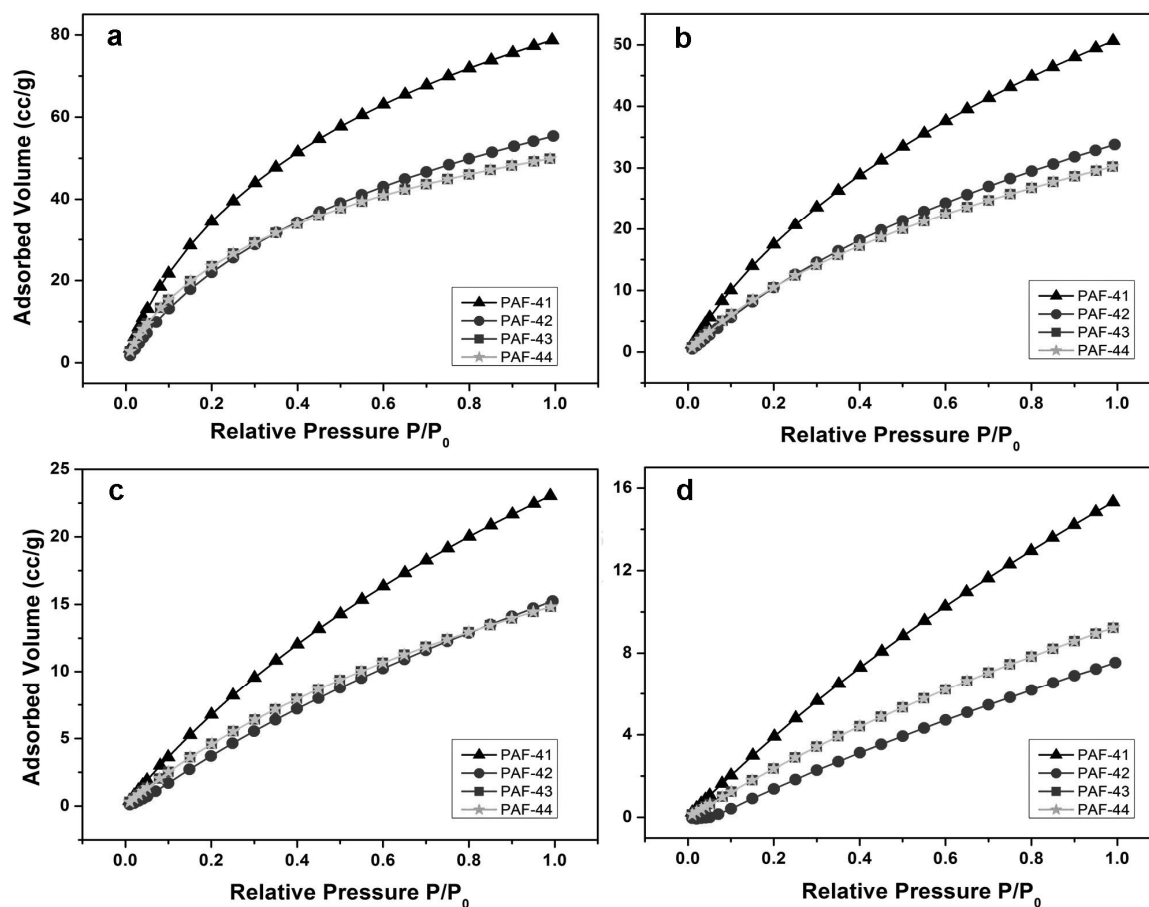 a
80
60
40
20
0
Adsorbed Volume (cc/g)
PAF-41
PAF-42
PAF-43
PAF-44
0.0 0.2 0.4 0.6 0.8 1.0
Relative Pressure P/P₀
b
50
40
30
20
10
0
PAF-41
PAF-42
PAF-43
PAF-44
0.0 0.2 0.4 0.6 0.8 1.0
Relative Pressure P/P₀
c
25
20
15
10
5
0
Adsorbed Volume (cc/g)
PAF-41
PAF-42
PAF-43
PAF-44
0.0 0.2 0.4 0.6 0.8 1.0
Relative Pressure P/P₀
d
16
12
8
4
0
PAF-41
PAF-42
PAF-43
PAF-44
0.0 0.2 0.4 0.6 0.8 1.0
Relative Pressure P/P₀